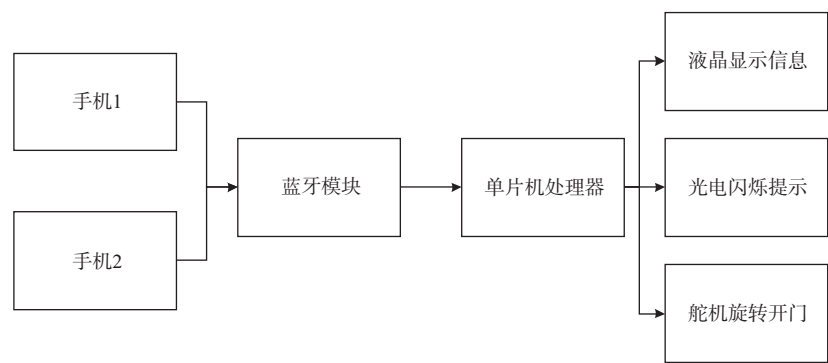 手机1
手机2
蓝牙模块
单片机处理器
液晶显示信息
光电闪烁提示
舵机旋转开门